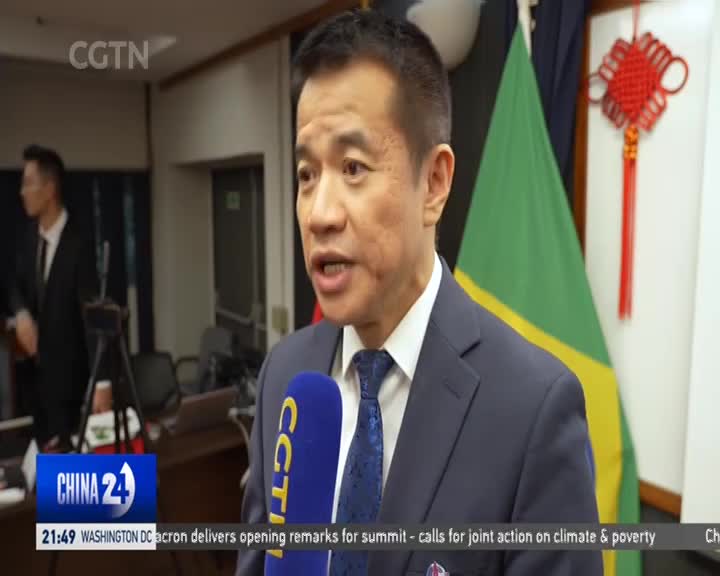 CGTN
CGTN
CHINA 24
21:49 WASHINGTON DC acron delivers opening remarks for summit - calls for joint action on climate & poverty Ch